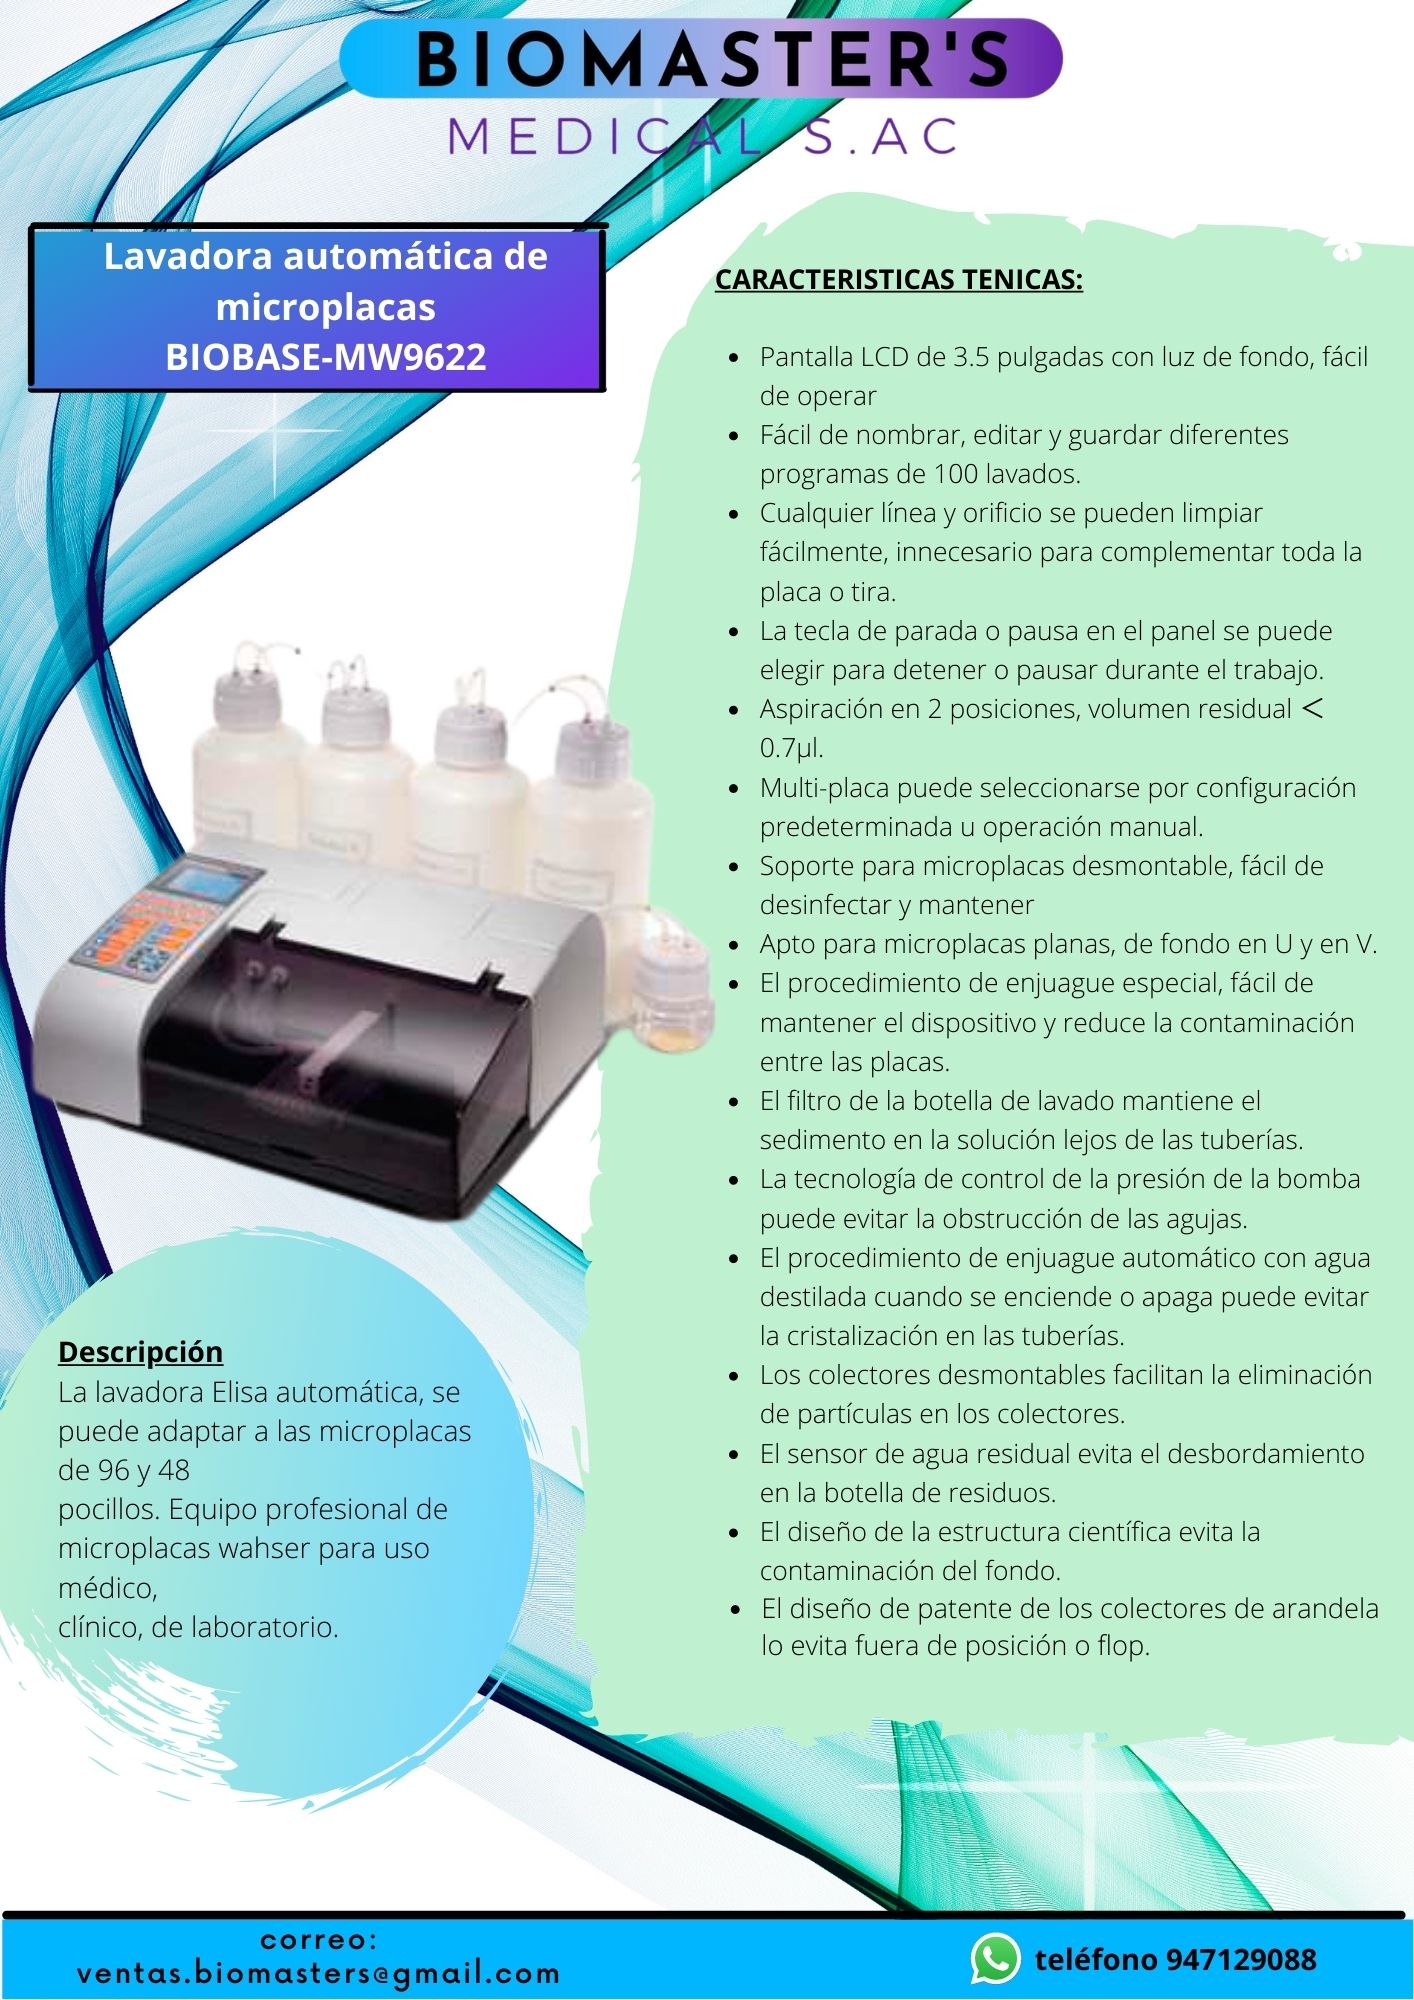 BIOMASTER'S
MEDICAL S.AC
Lavadora automática de
microplacas
BIOBASE-MW9622
CARACTERISTICAS TENICAS:
• Pantalla LCD de 3.5 pulgadas con luz de fondo, fácil
de operar
• Fácil de nombrar, editar y guardar diferentes
programas de 100 lavados.
• Cualquier línea y orificio se pueden limpiar
fácilmente, innecesario para complementar toda la
placa o tira.
• La tecla de parada o pausa en el panel se puede
elegir para detener o pausar durante el trabajo.
• Aspiración en 2 posiciones, volumen residual ＜
0.7μl.
• Multi-placa puede seleccionarse por configuración
predeterminada u operación manual.
• Soporte para microplacas desmontable, fácil de
desinfectar y mantener
• Apto para microplacas planas, de fondo en U y en V.
• El procedimiento de enjuague especial, fácil de
mantener el dispositivo y reduce la contaminación
entre las placas.
• El filtro de la botella de lavado mantiene el
sedimento en la solución lejos de las tuberías.
• La tecnología de control de la presión de la bomba
puede evitar la obstrucción de las agujas.
• El procedimiento de enjuague automático con agua
destilada cuando se enciende o apaga puede evitar
la cristalización en las tuberías.
• Los colectores desmontables facilitan la eliminación
de partículas en los colectores.
• El sensor de agua residual evita el desbordamiento
en la botella de residuos.
• El diseño de la estructura científica evita la
contaminación del fondo.
• El diseño de patente de los colectores de arandela
lo evita fuera de posición o flop.
Descripción
La lavadora Elisa automática, se
puede adaptar a las microplacas
de 96 y 48
pocillos. Equipo profesional de
microplacas wahser para uso
médico,
clínico, de laboratorio.
correo:
ventas.biomasters@gmail.com
teléfono 947129088